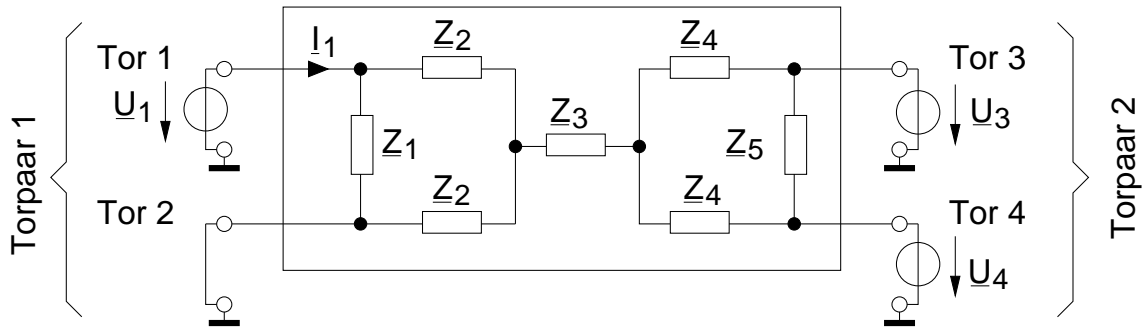 Torpaar 1
Tor 1
U1
Tor 2
I1
Z2
Z1
Z2
Z3
Z4
Z5
Z4
Tor 3
U3
Tor 4
U4
Torpaar 2